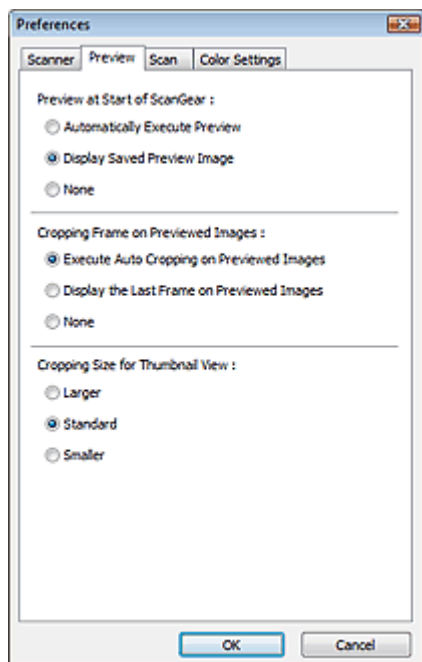 Preferences
Scanner Preview Scan Color Settings
Preview at Start of ScanGear :
Automatically Execute Preview
Display Saved Preview Image
None
Cropping Frame on Previewed Images :
Execute Auto Cropping on Previewed Images
Display the Last Frame on Previewed Images
None
Cropping Size for Thumbnail View :
Larger
Standard
Smaller
OK Cancel